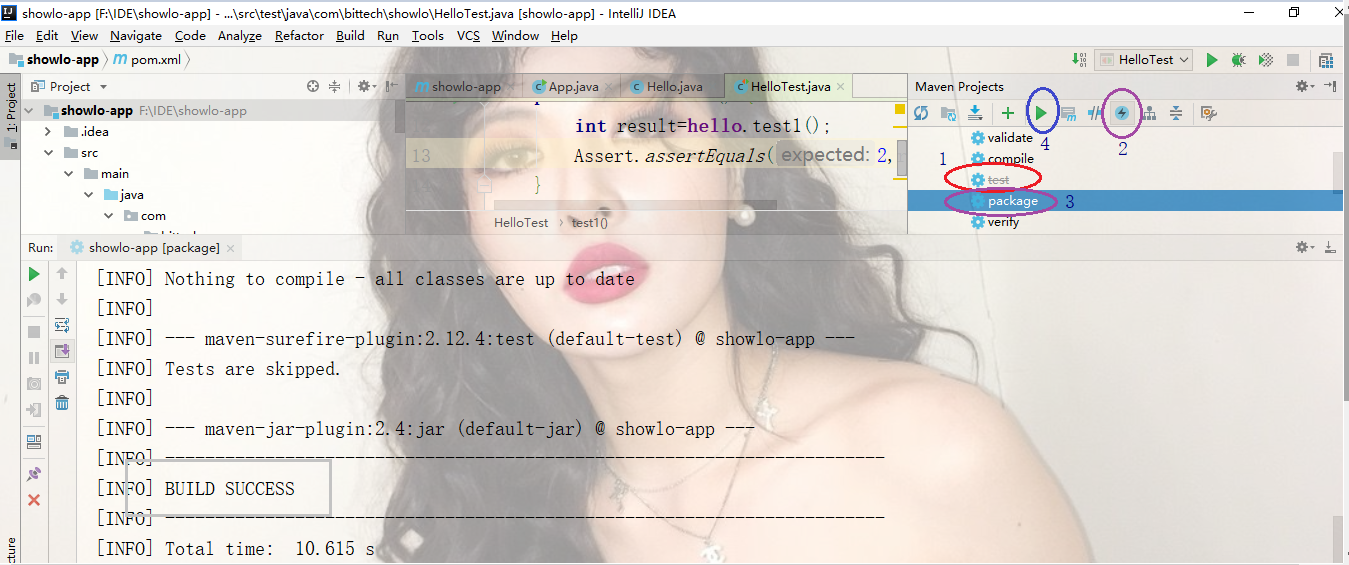 showlo-app [F:\IDE\showlo-app] - ...\src\test\java\com\bittech\showlo\HelloTest.java [showlo-app] - IntelliJ IDEA
File Edit View Navigate Code Analyze Refactor Build Run Tools VCS Window Help
showlo-app pom.xml HelloTest
1: Project
Project
showlo-app F:\IDE\showlo-app
.idea
src
main
java
com
showlo-app App.java Hello.java HelloTest.java
int result=hello.test1();
13 Assert.assertEquals( expected: 2,
}
HelloTest test1()
Maven Projects
4 2
validate
1 compile
test
package 3
verify
Run: showlo-app [package]
[INFO] Nothing to compile - all classes are up to date
[INFO]
[INFO] --- maven-surefire-plugin:2.12.4:test (default-test) @ showlo-app ---
[INFO] Tests are skipped.
[INFO]
[INFO] --- maven-jar-plugin:2.4:jar (default-jar) @ showlo-app ---
[INFO] ------------------------------------------------------------------------
[INFO] BUILD SUCCESS
[INFO] ------------------------------------------------------------------------
[INFO] Total time:  10.615 s